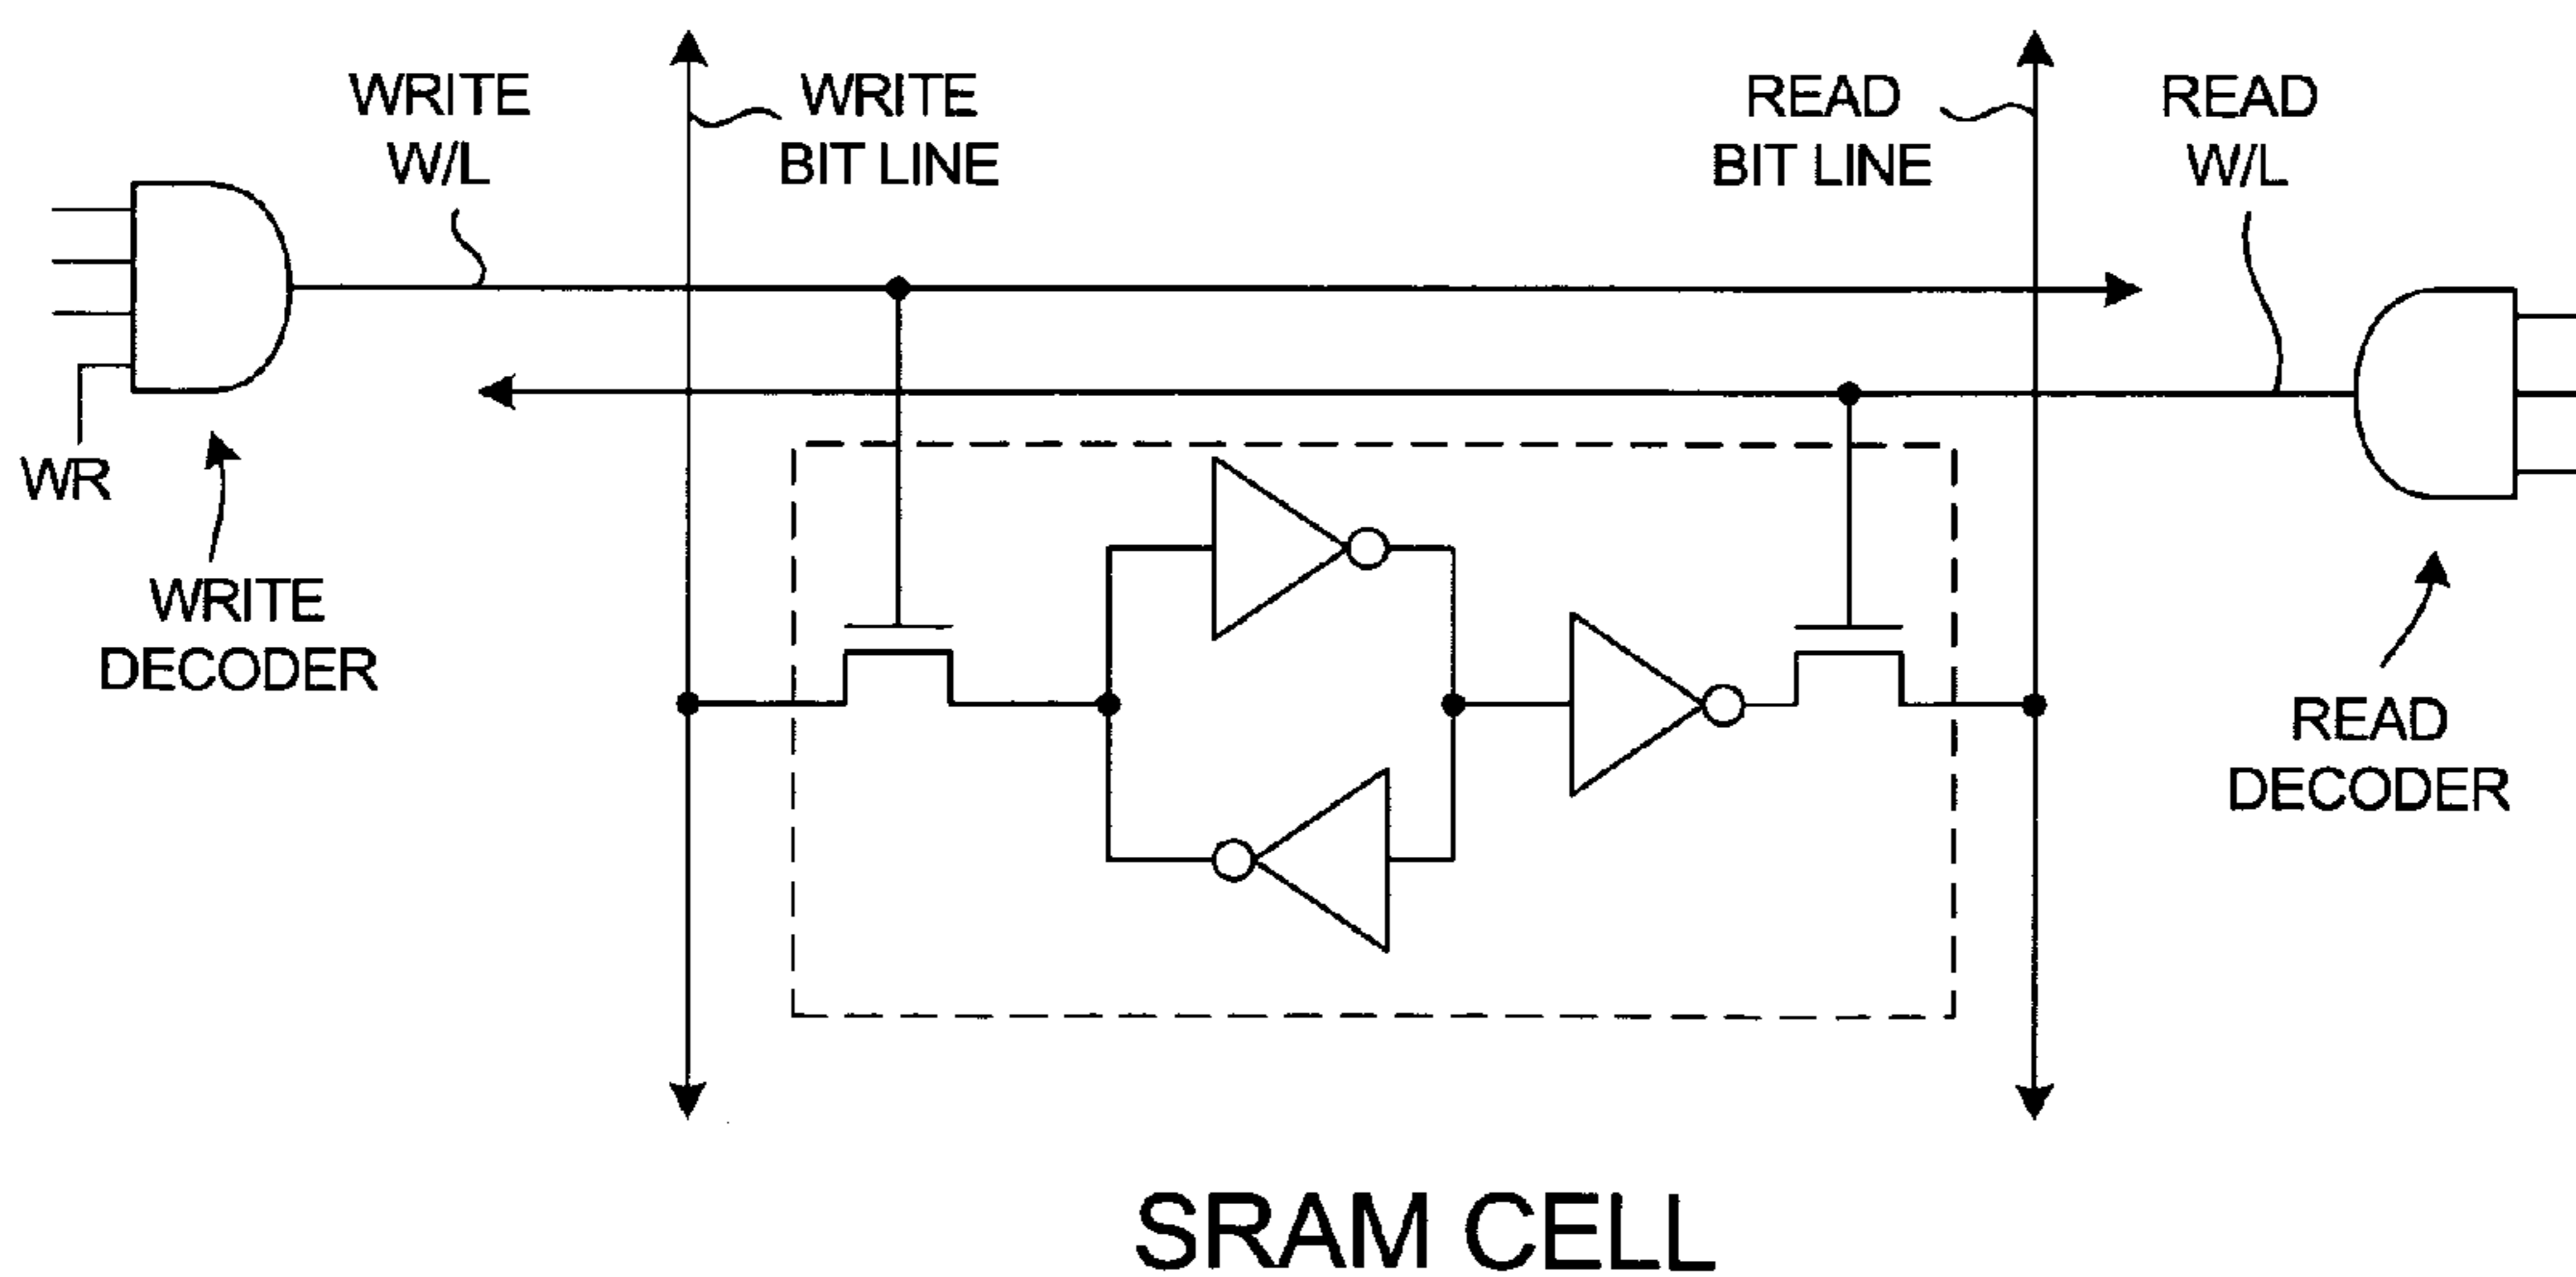 WRITE
W/L
WRITE
BIT LINE
READ
BIT LINE
READ
W/L
WR
WRITE
DECODER
READ
DECODER
SRAM CELL